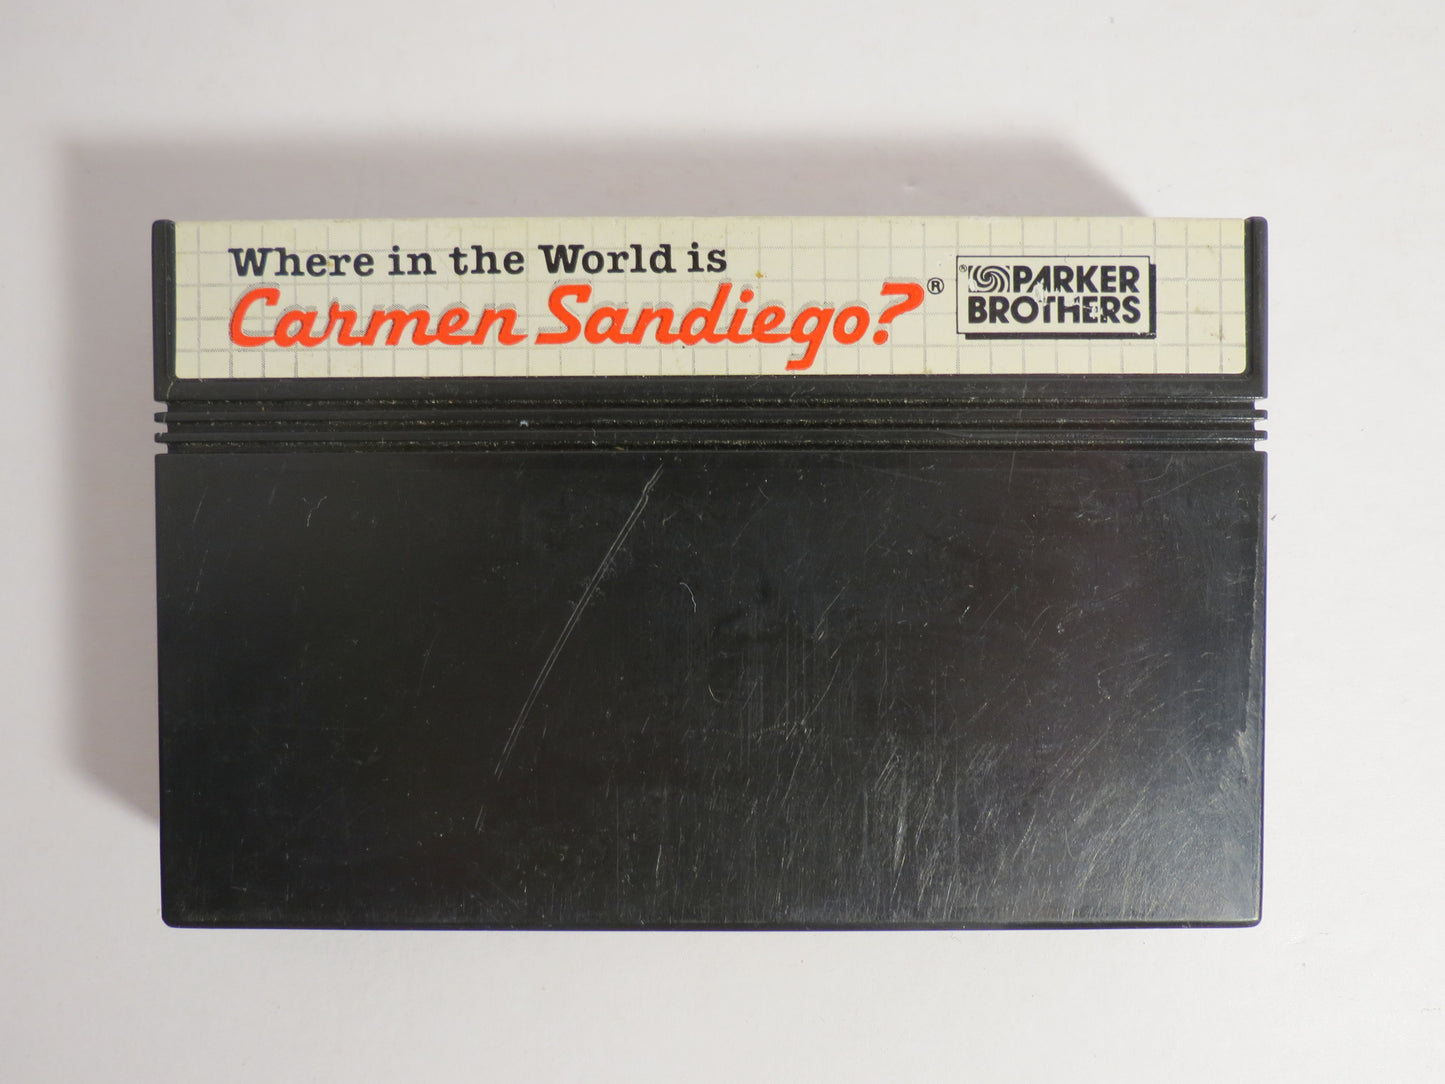 Where in the World is
Carmen Sandiego?®
® PARKER
BROTHERS